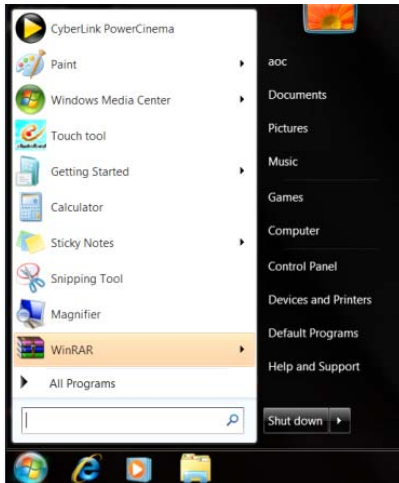 CyberLink PowerCinema
Paint
Windows Media Center
Touch tool
Getting Started
Calculator
Sticky Notes
Snipping Tool
Magnifier
WinRAR
All Programs
aoc
Documents
Pictures
Music
Games
Computer
Control Panel
Devices and Printers
Default Programs
Help and Support
Shut down